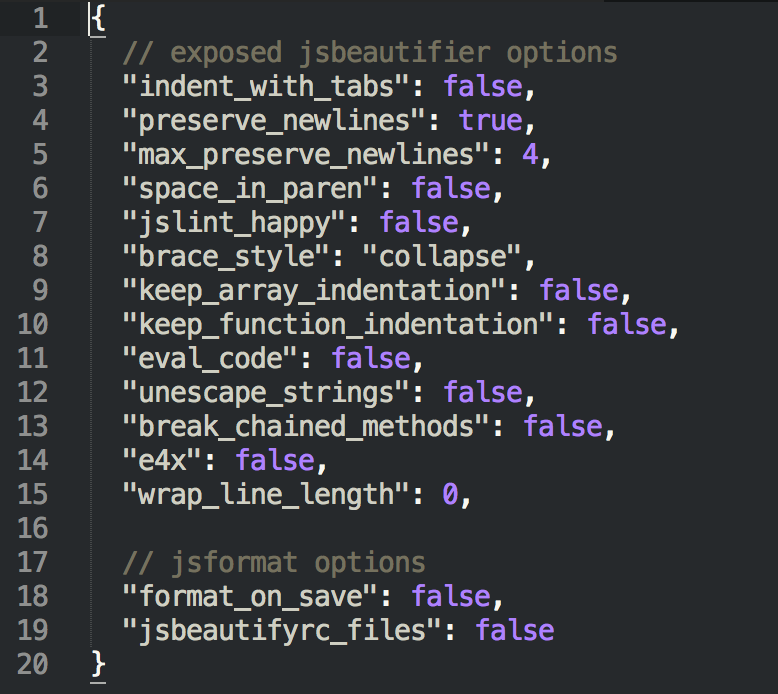 1 {
2 // exposed jsbeautifier options
3 "indent_with_tabs": false,
4 "preserve_newlines": true,
5 "max_preserve_newlines": 4,
6 "space_in_paren": false,
7 "jslint_happy": false,
8 "brace_style": "collapse",
9 "keep_array_indentation": false,
10 "keep_function_indentation": false,
11 "eval_code": false,
12 "unescape_strings": false,
13 "break_chained_methods": false,
14 "e4x": false,
15 "wrap_line_length": 0,
16
17 // jsformat options
18 "format_on_save": false,
19 "jsbeautifyrc_files": false
20 }